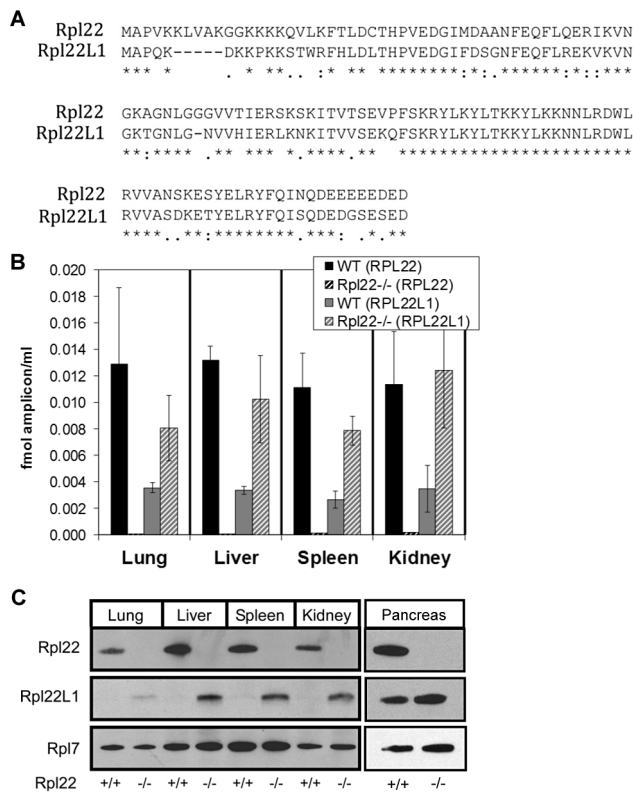 A
Rpl22 MAPVKKLVAKGGKKKKQVLKFTLDCTHPVEDGIMDAANFEQFLQERIKVN
Rpl22L1 MAPQK-----DKKPKKSTWRFHLDLTHPVEDGIFDSGNFEQFLREKVKVN
*** * . ** **.. :* ** ********:*:.******:*::***
Rpl22 GKAGNLGGGVVTIERSKSKITVTSEVPFSKRYLKYLTKKYLKKNNLRDWL
Rpl22L1 GKTGNLG-NVVHIERLKNKITVVSEKQFSKRYLKYLTKKYLKKNNLRDWL
**:**** .** *** *.****.** ***********************
Rpl22 RVVANSKESYELRYFQINQDEEEEEDED
Rpl22L1 RVVASDKETYELRYFQISQDEDGSESED
****..**:********.***: .*.**
B
0.020
0.018
0.016
0.014
0.012
0.010
0.008
0.006
0.004
0.002
0.000
fmol amplicon/ml
WT (RPL22)
Rpl22-/- (RPL22)
WT (RPL22L1)
Rpl22-/- (RPL22L1)
Lung Liver Spleen Kidney
C
Lung Liver Spleen Kidney Pancreas
Rpl22
Rpl22L1
Rpl7
Rpl22 +/+ -/- +/+ -/- +/+ -/- +/+ -/- +/+ -/-